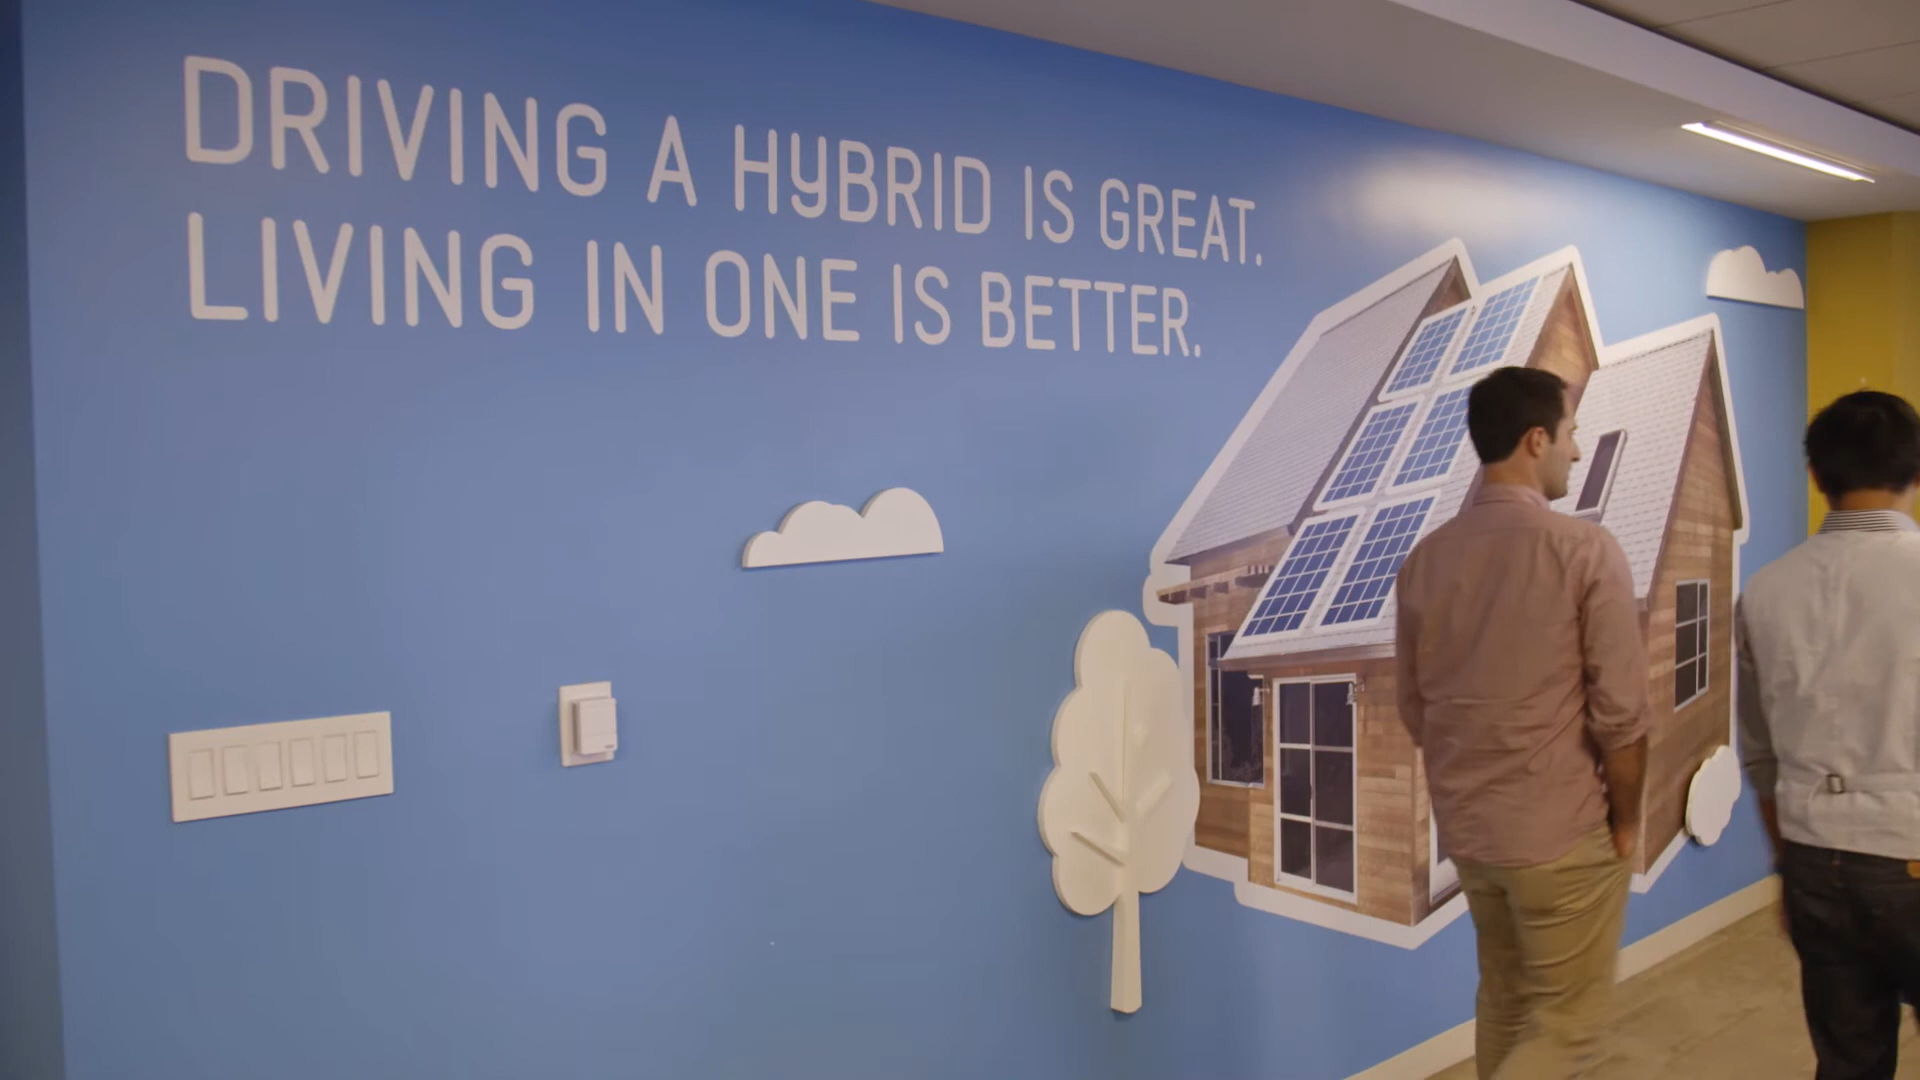 DRIVING A HYBRID IS GREAT.
LIVING IN ONE IS BETTER.